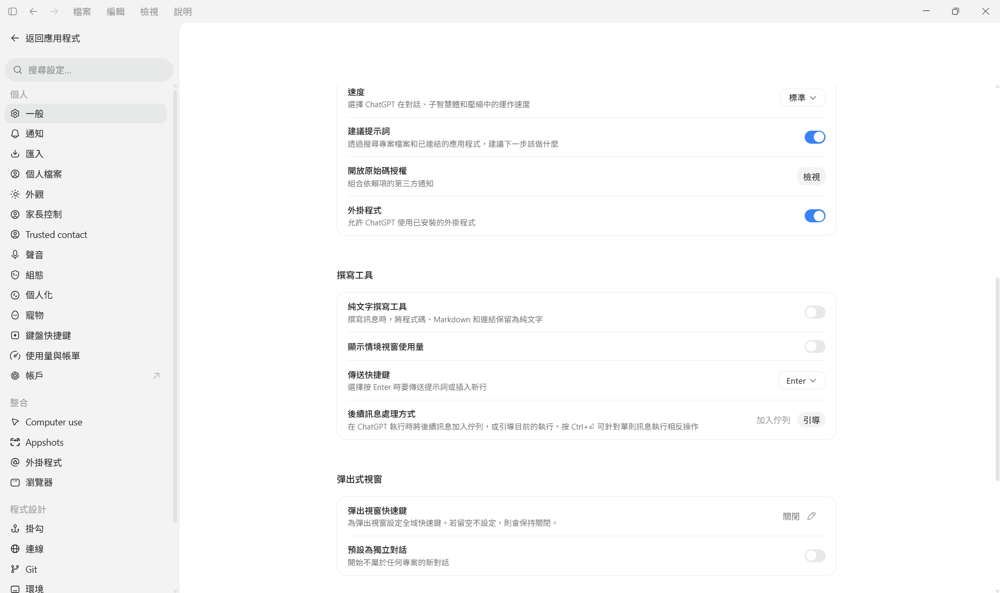 檔案 編輯 檢視 說明
返回應用程式
搜尋設定...
個人
一般
通知
匯入
個人檔案
外觀
家長控制
Trusted contact
聲音
組態
個人化
寵物
鍵盤快捷鍵
使用量與帳單
帳戶
整合
Computer use
Appshots
外掛程式
瀏覽器
程式設計
掛勾
連線
Git
環境
速度
選擇 ChatGPT 在對話、子智慧體和壓縮中的運作速度
標準
建議提示詞
透過搜尋專案檔案和已連結的應用程式，建議下一步該做什麼
開放原始碼授權
組合依賴項的第三方通知
檢視
外掛程式
允許 ChatGPT 使用已安裝的外掛程式
撰寫工具
純文字撰寫工具
撰寫訊息時，將程式碼、Markdown 和連結保留為純文字
顯示情境視窗使用量
傳送快捷鍵
選擇按 Enter 時要傳送提示詞或插入新行
Enter
後續訊息處理方式
在 ChatGPT 執行時將後續訊息加入佇列，或引導目前的執行。按 Ctrl+⏎ 可針對單則訊息執行相反操作
加入佇列 引導
彈出式視窗
彈出視窗快速鍵
為彈出視窗設定全域快速鍵。若留空不設定，則會保持關閉。
關閉
預設為獨立對話
開始不屬於任何專案的新對話